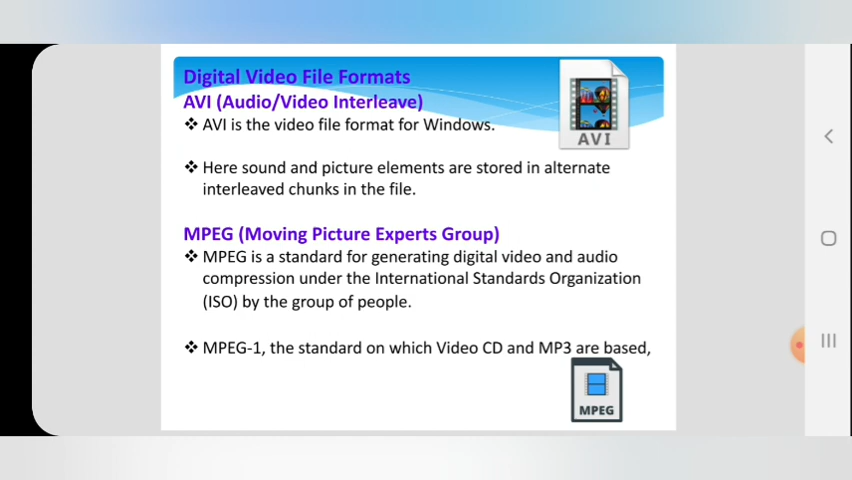 Digital Video File Formats
AVI (Audio/Video Interleave)
❖ AVI is the video file format for Windows.
AVI
❖ Here sound and picture elements are stored in alternate
interleaved chunks in the file.
MPEG (Moving Picture Experts Group)
❖ MPEG is a standard for generating digital video and audio
compression under the International Standards Organization
(ISO) by the group of people.
❖ MPEG-1, the standard on which Video CD and MP3 are based,
MPEG